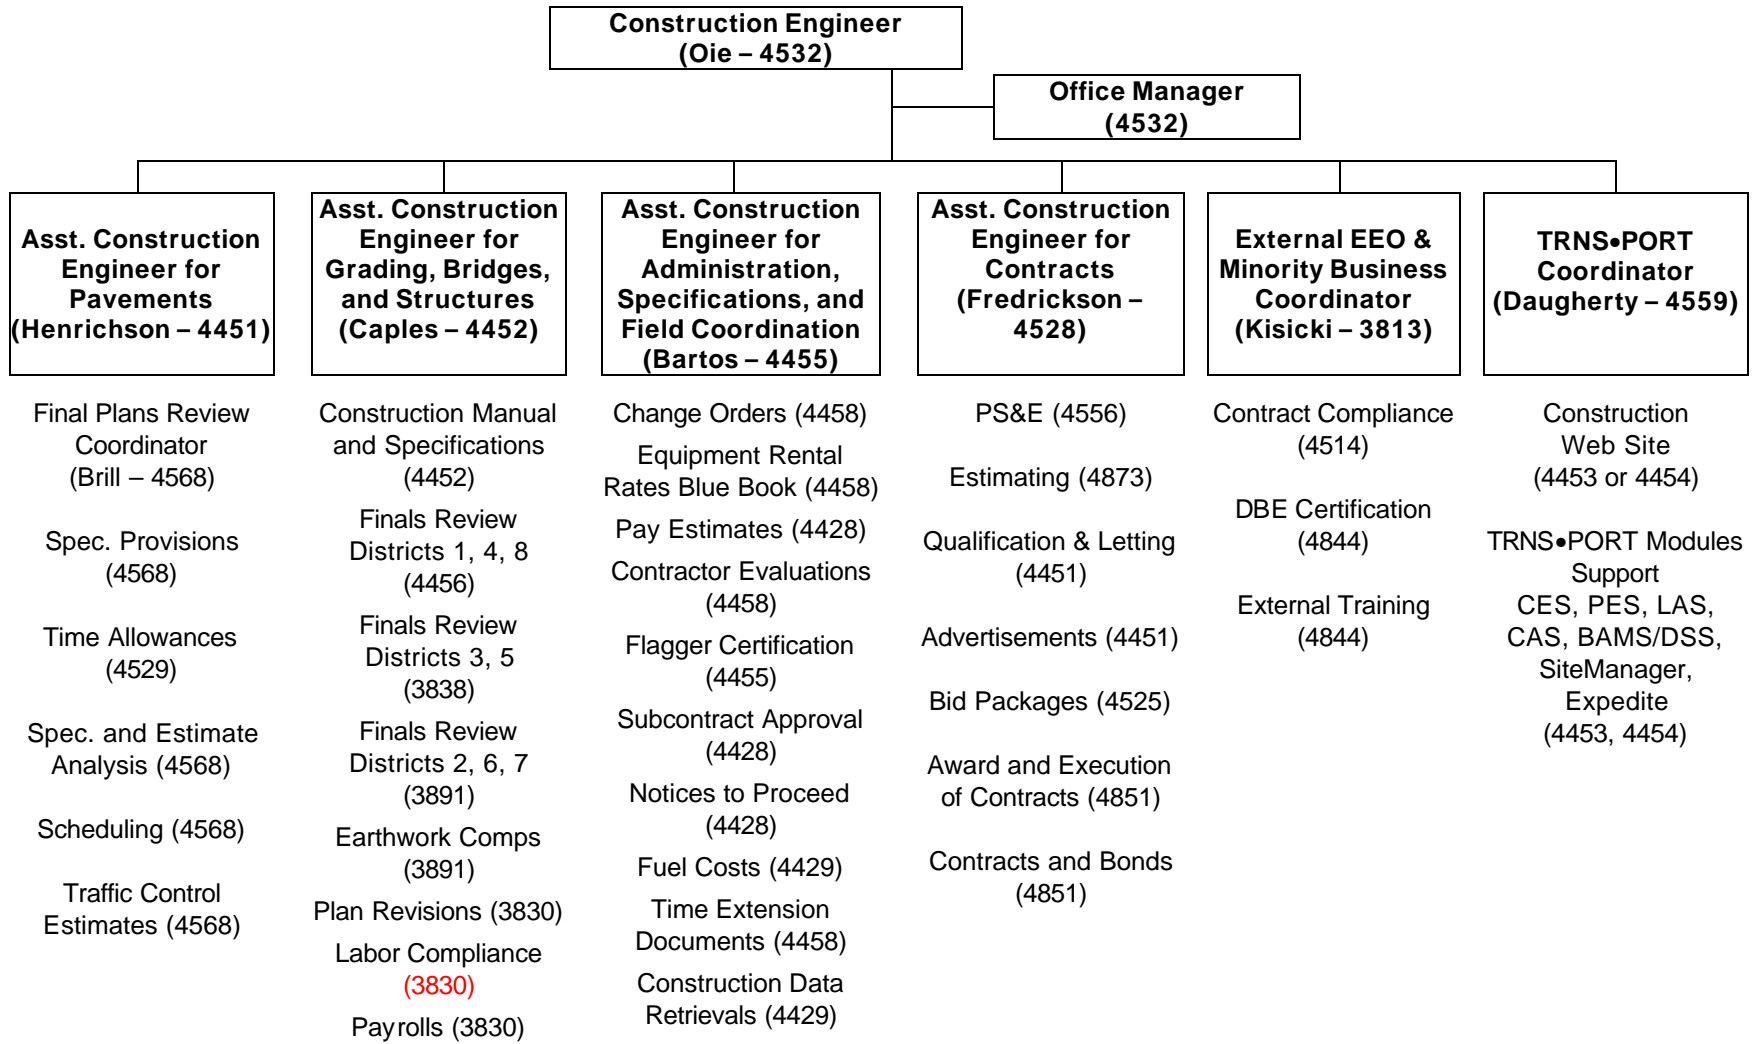 Construction Engineer
(Oie – 4532)
Office Manager
(4532)
Asst. Construction
Engineer for
Pavements
(Henrichson – 4451)
Asst. Construction
Engineer for
Grading, Bridges,
and Structures
(Caples – 4452)
Asst. Construction
Engineer for
Administration,
Specifications, and
Field Coordination
(Bartos – 4455)
Asst. Construction
Engineer for
Contracts
(Fredrickson –
4528)
External EEO &
Minority Business
Coordinator
(Kisicki – 3813)
TRNS•PORT
Coordinator
(Daugherty – 4559)
Final Plans Review
Coordinator
(Brill – 4568)
Spec. Provisions
(4568)
Time Allowances
(4529)
Spec. and Estimate
Analysis (4568)
Scheduling (4568)
Traffic Control
Estimates (4568)
Construction Manual
and Specifications
(4452)
Finals Review
Districts 1, 4, 8
(4456)
Finals Review
Districts 3, 5
(3838)
Finals Review
Districts 2, 6, 7
(3891)
Earthwork Comps
(3891)
Plan Revisions (3830)
Labor Compliance
(3830)
Payrolls (3830)
Change Orders (4458)
Equipment Rental
Rates Blue Book (4458)
Pay Estimates (4428)
Contractor Evaluations
(4458)
Flagger Certification
(4455)
Subcontract Approval
(4428)
Notices to Proceed
(4428)
Fuel Costs (4429)
Time Extension
Documents (4458)
Construction Data
Retrievals (4429)
PS&E (4556)
Estimating (4873)
Qualification & Letting
(4451)
Advertisements (4451)
Bid Packages (4525)
Award and Execution
of Contracts (4851)
Contracts and Bonds
(4851)
Contract Compliance
(4514)
DBE Certification
(4844)
External Training
(4844)
Construction
Web Site
(4453 or 4454)
TRNS•PORT Modules
Support
CES, PES, LAS,
CAS, BAMS/DSS,
SiteManager,
Expedite
(4453, 4454)